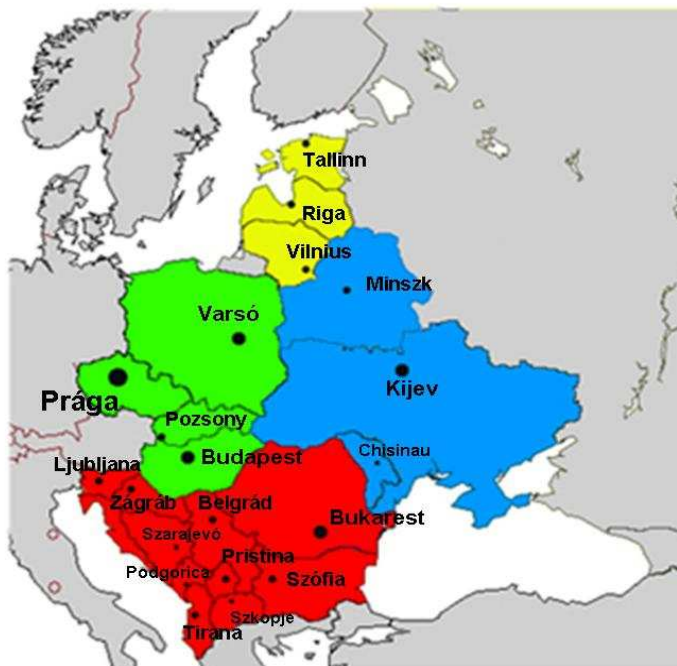 Tallinn
Riga
Vilnius
Minszk
Varsó
Kijev
Prága
Pozsony
Chisinau
Budapest
Ljubljana
Zágráb
Belgrád
Bukarest
Szarajevó
Pristina
Podgorica
Szófia
Szkopje
Tirana